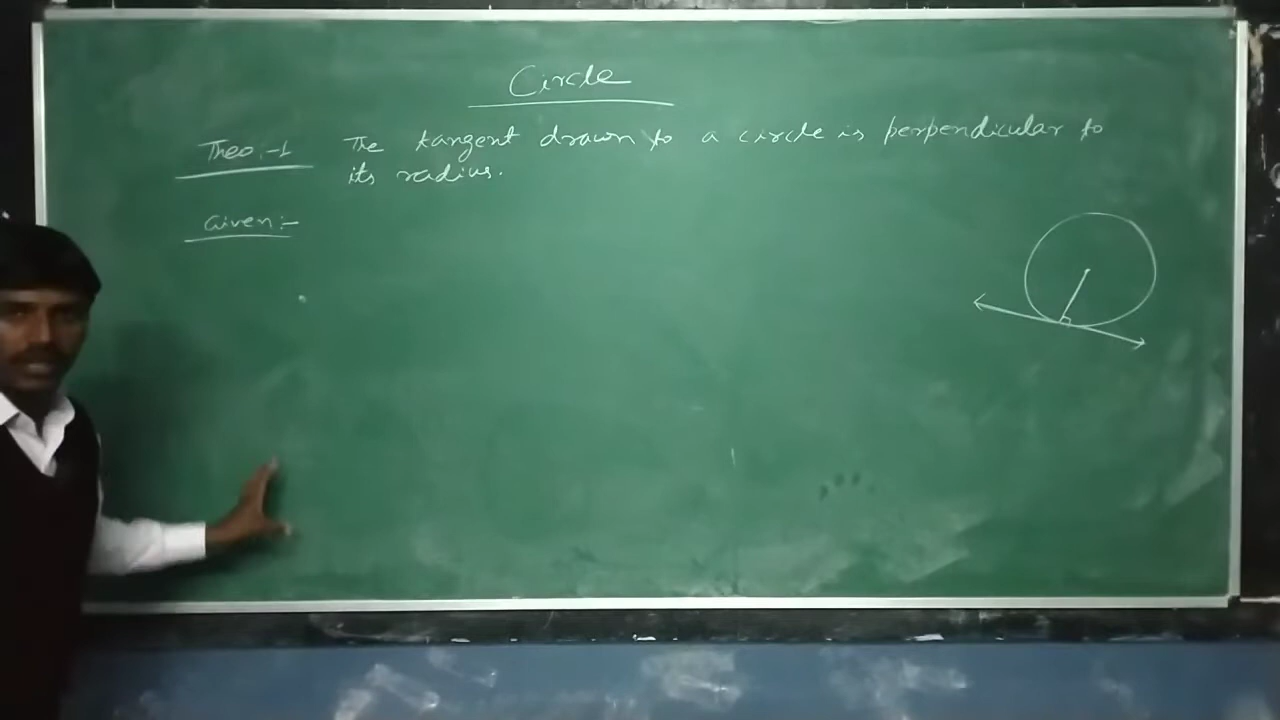 Circle
Theo.-1 The tangent drawn to a circle is perpendicular to
its radius.
Given:-